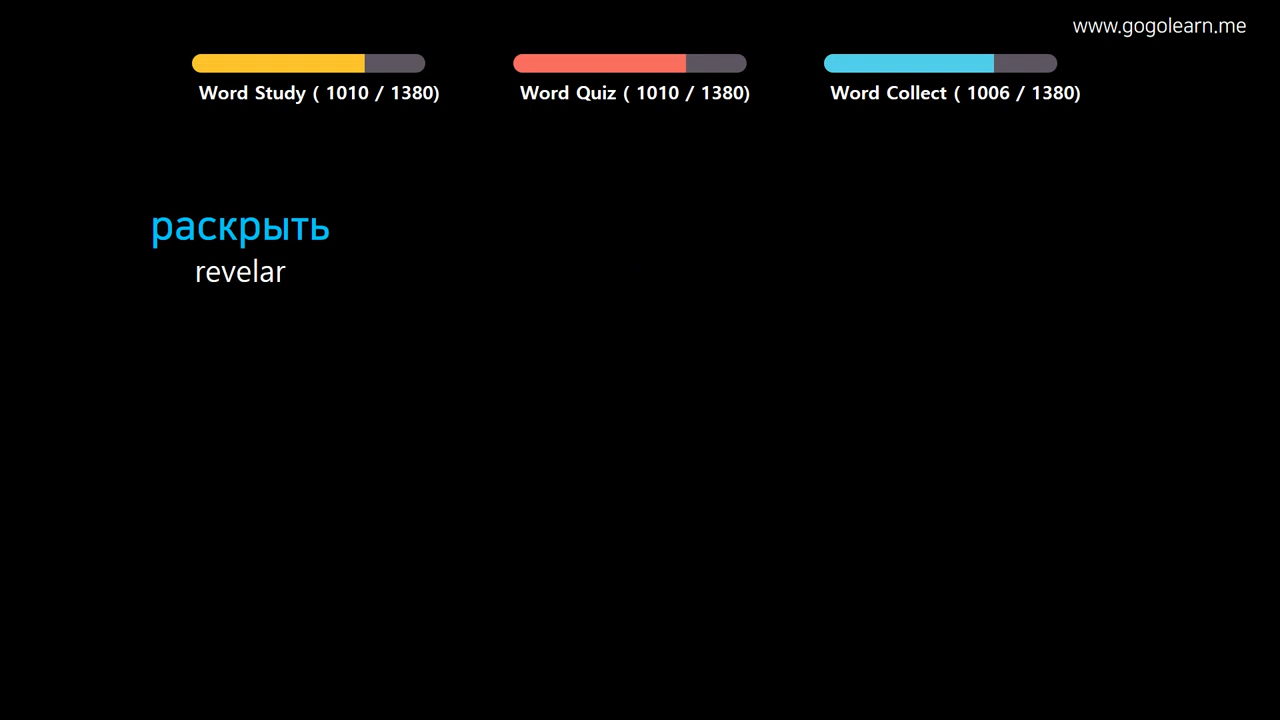 www.gogolearn.me
Word Study ( 1010 / 1380)
Word Quiz ( 1010 / 1380)
Word Collect ( 1006 / 1380)
раскрыть
revelar